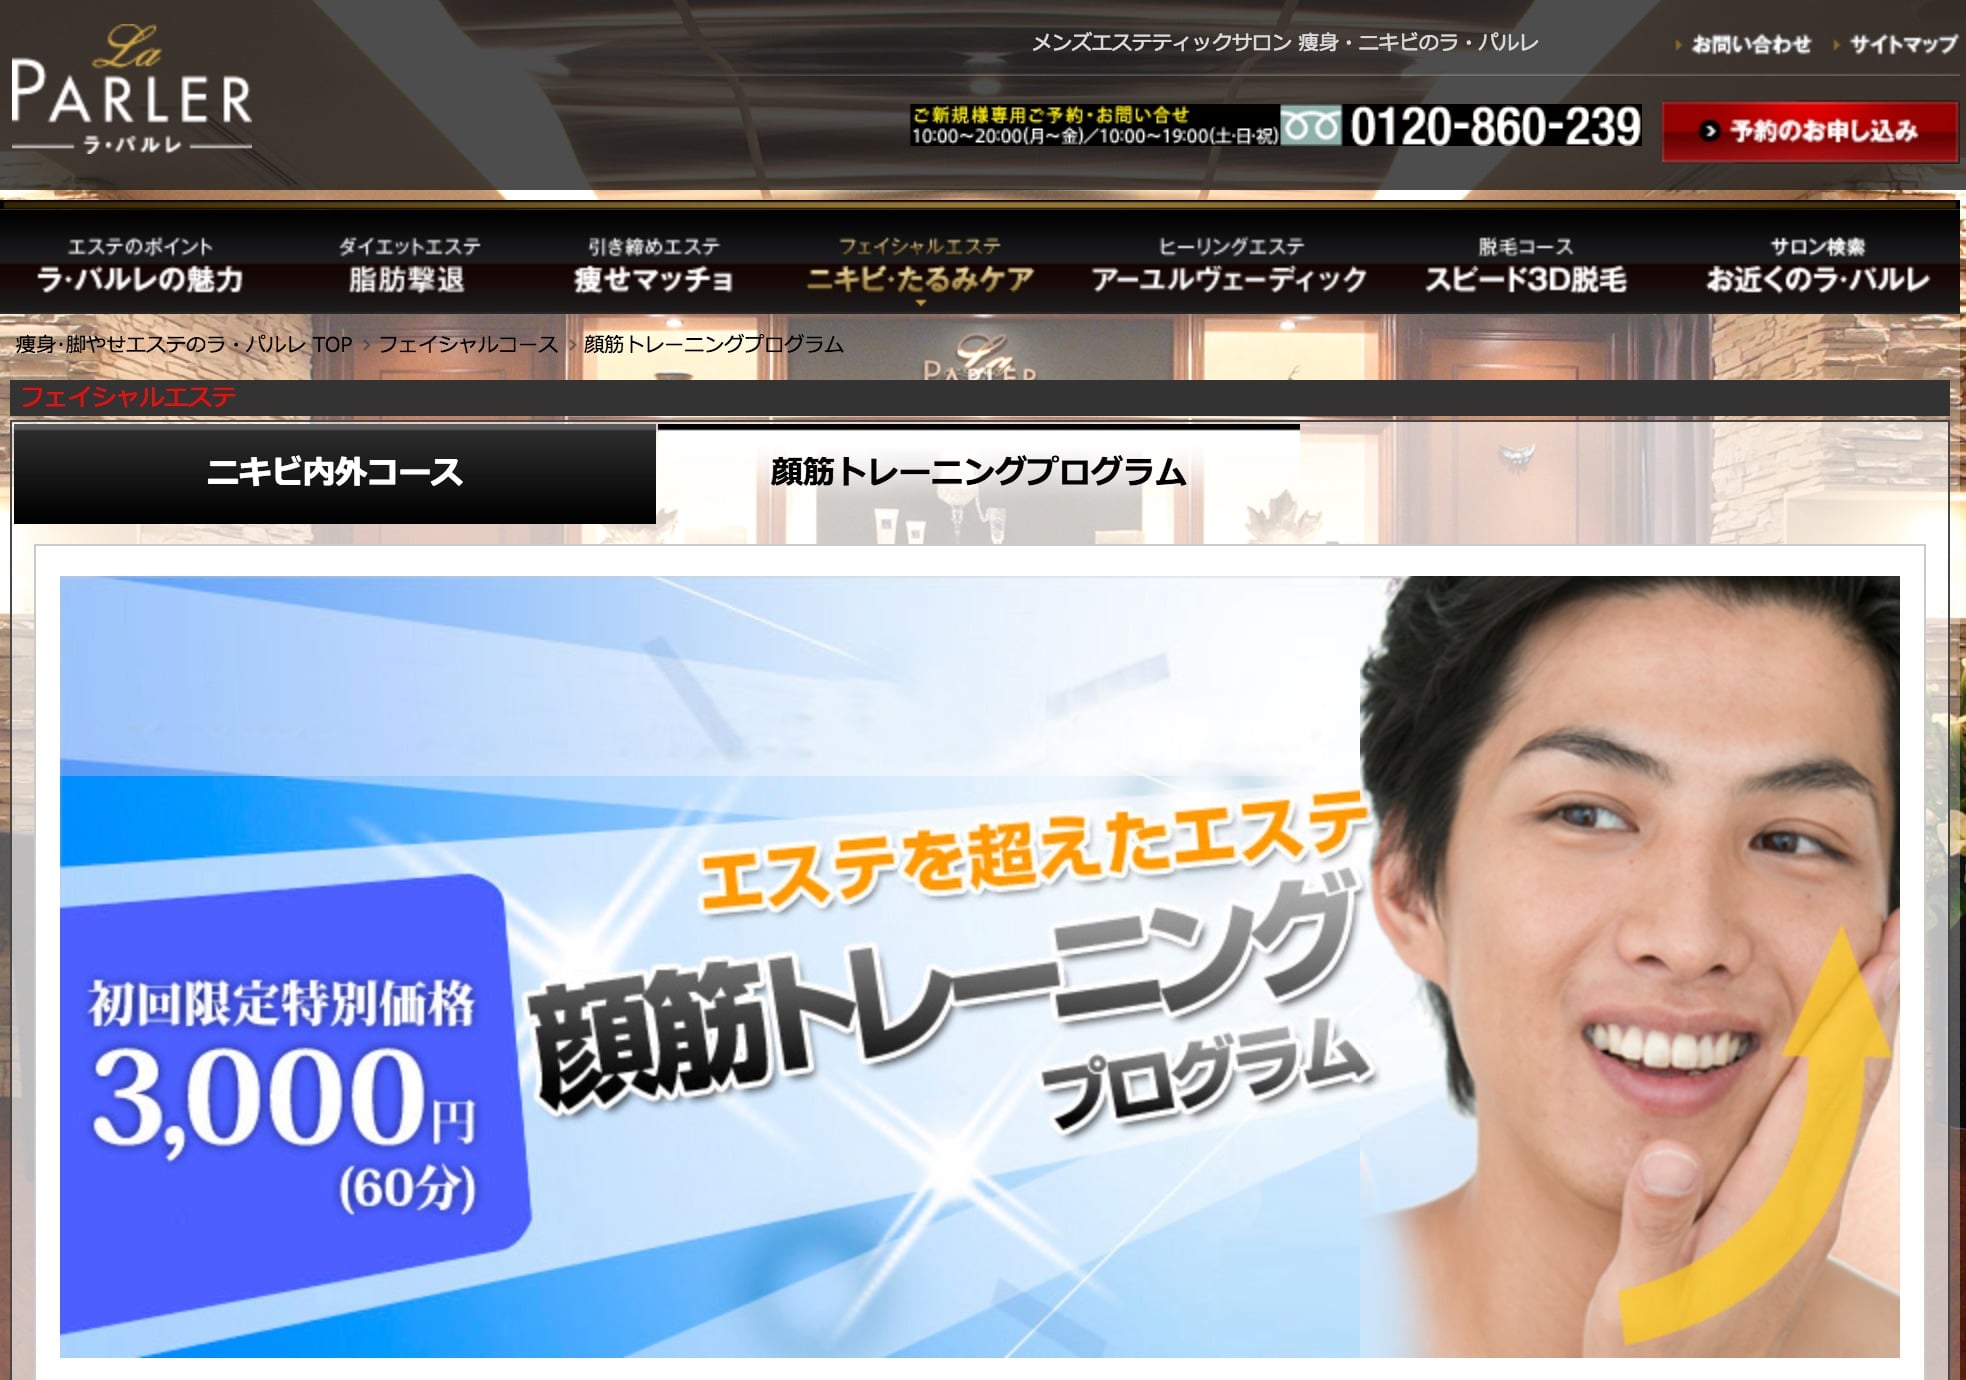 La
PARLER
ラ・パルレ
メンズエステティックサロン 痩身・ニキビのラ・パルレ
お問い合わせ
サイトマップ
ご新規様専用ご予約・お問い合せ
10:00～20:00(月～金)／10:00～19:00(土・日・祝)
0120-860-239
予約のお申し込み
エステのポイント
ラ・パルレの魅力
ダイエットエステ
脂肪撃退
引き締めエステ
痩せマッチョ
フェイシャルエステ
ニキビ・たるみケア
ヒーリングエステ
アーユルヴェーディック
脱毛コース
スピード3D脱毛
サロン検索
お近くのラ・パルレ
痩身・脚やせエステのラ・パルレ TOP › フェイシャルコース › 顔筋トレーニングプログラム
La
PARLER
フェイシャルエステ
ニキビ内外コース
顔筋トレーニングプログラム
エステを超えたエステ
顔筋トレーニング
プログラム
初回限定特別価格
3,000円
(60分)